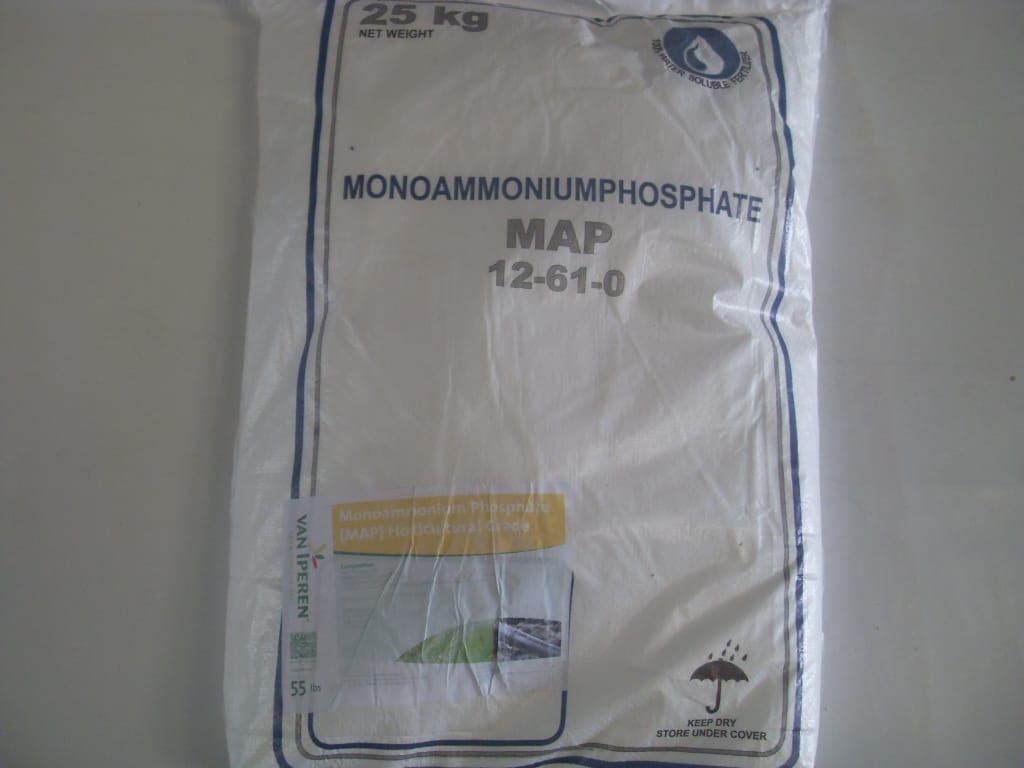 25 kg
NET WEIGHT
100% WATER SOLUBLE FERTILIZER
MONOAMMONIUMPHOSPHATE
MAP
12-61-0
Monoammonium Phosphate
(MAP) Horticultural Grade
VAN IPEREN
55 lbs
KEEP DRY
STORE UNDER COVER